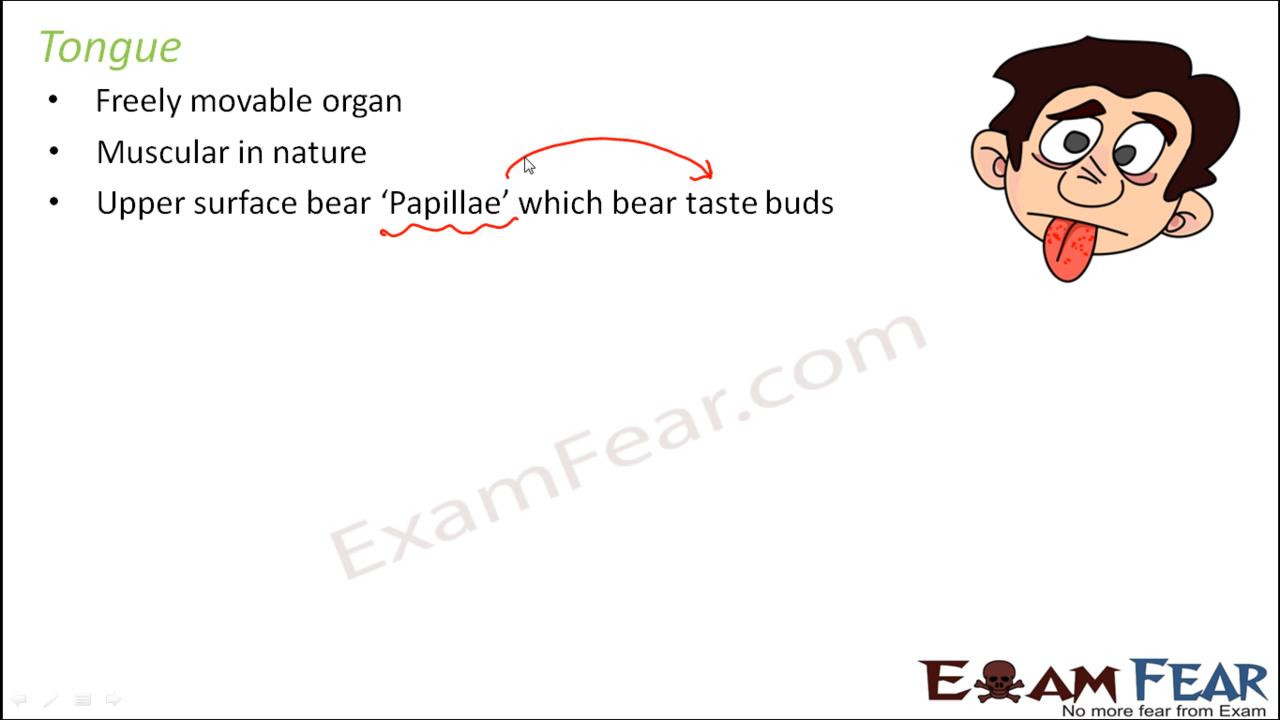 Tongue
• Freely movable organ
• Muscular in nature
• Upper surface bear ‘Papillae’ which bear taste buds
ExamFear.com
EXAM FEAR
No more fear from Exam